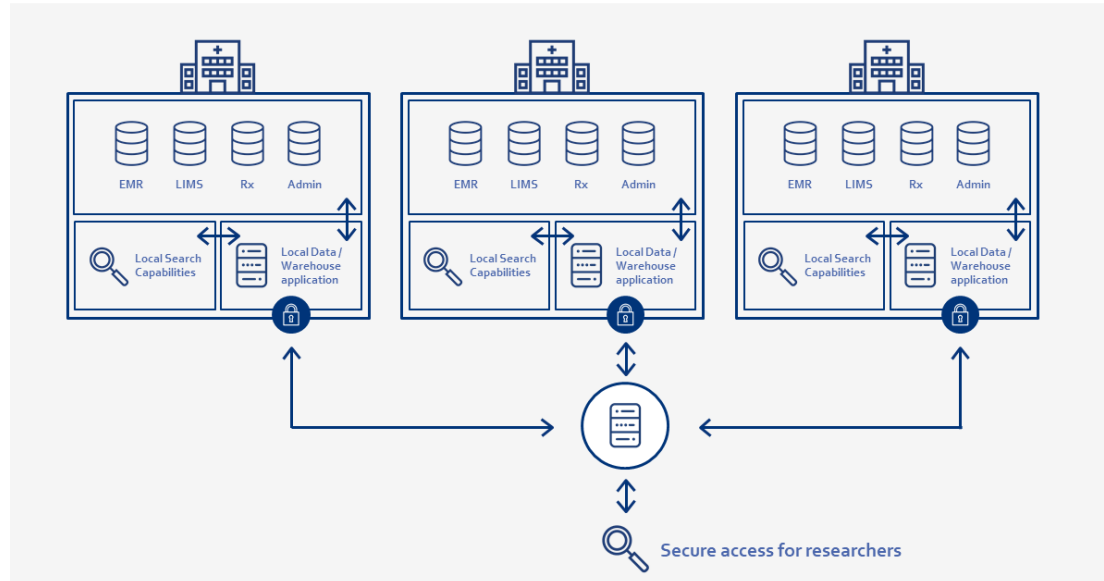 EMR LIMS Rx Admin
Local Search
Capabilities
Local Data /
Warehouse
application
EMR LIMS Rx Admin
Local Search
Capabilities
Local Data /
Warehouse
application
EMR LIMS Rx Admin
Local Search
Capabilities
Local Data /
Warehouse
application
Secure access for researchers